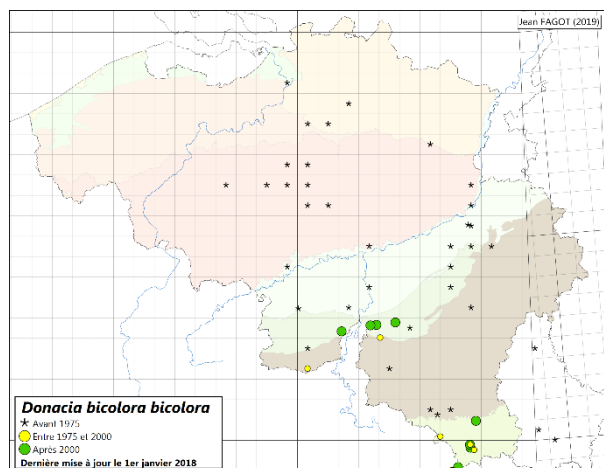 Jean FAGOT (2019)
Donacia bicolora bicolora
Avant 1975
Entre 1975 et 2000
Après 2000
Dernière mise à jour le 1er janvier 2018